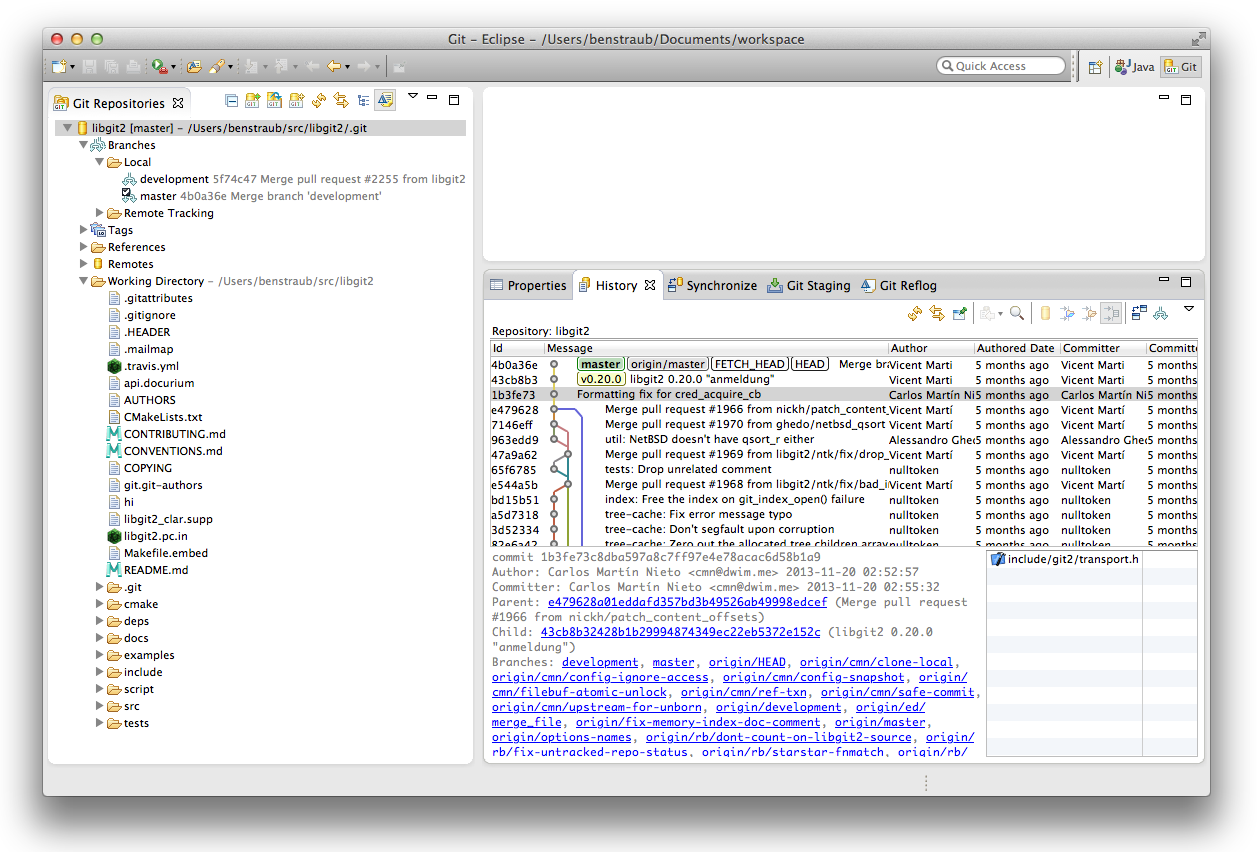 Git - Eclipse - /Users/benstraub/Documents/workspace
Quick Access
Java
Git
Git Repositories
libgit2 [master] - /Users/benstraub/src/libgit2/.git
Branches
Local
development 5f74c47 Merge pull request #2255 from libgit2
master 4b0a36e Merge branch 'development'
Remote Tracking
Tags
References
Remotes
Working Directory - /Users/benstraub/src/libgit2
.gitattributes
.gitignore
.HEADER
.mailmap
.travis.yml
api.docurium
AUTHORS
CMakeLists.txt
CONTRIBUTING.md
CONVENTIONS.md
COPYING
git.git-authors
hi
libgit2_clar.supp
libgit2.pc.in
Makefile.embed
README.md
.git
cmake
deps
docs
examples
include
script
src
tests
Properties
History
Synchronize
Git Staging
Git Reflog
Repository: libgit2
Id Message Author Authored Date Committer Committ
4b0a36e master origin/master FETCH_HEAD HEAD Merge bra Vicent Marti 5 months ago Vicent Marti 5 months
43cb8b3 v0.20.0 libgit2 0.20.0 "anmeldung" Vicent Marti 5 months ago Vicent Marti 5 months
1b3fe73 Formatting fix for cred_acquire_cb Carlos Martín Ni 5 months ago Carlos Martín Ni 5 months
e479628 Merge pull request #1966 from nickh/patch_content_ Vicent Marti 5 months ago Vicent Marti 5 months
7146eff Merge pull request #1970 from ghedo/netbsd_qsort Vicent Marti 5 months ago Vicent Marti 5 months
963edd9 util: NetBSD doesn't have qsort_r either Alessandro Ghe 5 months ago Alessandro Ghe 5 months
47a9a62 Merge pull request #1969 from libgit2/ntk/fix/drop_ Vicent Marti 5 months ago Vicent Marti 5 months
65f6785 tests: Drop unrelated comment nulltoken 5 months ago nulltoken 5 months
e544a5b Merge pull request #1968 from libgit2/ntk/fix/bad_i Vicent Marti 5 months ago Vicent Marti 5 months
bd15b51 index: Free the index on git_index_open() failure nulltoken 5 months ago nulltoken 5 months
a5d7318 tree-cache: Fix error message typo nulltoken 5 months ago nulltoken 5 months
3d52334 tree-cache: Don't segfault upon corruption nulltoken 5 months ago nulltoken 5 months
82e6a42 tree-cache: Zero out the allocated tree children array nulltoken 5 months ago nulltoken 5 months
commit 1b3fe73c8dba597a8c7ff97e4e78acac6d58b1a9
Author: Carlos Martín Nieto <cmn@dwim.me> 2013-11-20 02:52:57
Committer: Carlos Martín Nieto <cmn@dwim.me> 2013-11-20 02:55:32
Parent: e479628a01eddafd357bd3b49526ab49998edcef (Merge pull request
#1966 from nickh/patch_content_offsets)
Child: 43cb8b32428b1b29994874349ec22eb5372e152c (libgit2 0.20.0
"anmeldung")
Branches: development, master, origin/HEAD, origin/cmn/clone-local,
origin/cmn/config-ignore-access, origin/cmn/config-snapshot, origin/
cmn/filebuf-atomic-unlock, origin/cmn/ref-txn, origin/cmn/safe-commit,
origin/cmn/upstream-for-unborn, origin/development, origin/ed/
merge_file, origin/fix-memory-index-doc-comment, origin/master,
origin/options-names, origin/rb/dont-count-on-libgit2-source, origin/
rb/fix-untracked-repo-status, origin/rb/starstar-fnmatch, origin/rb/
include/git2/transport.h